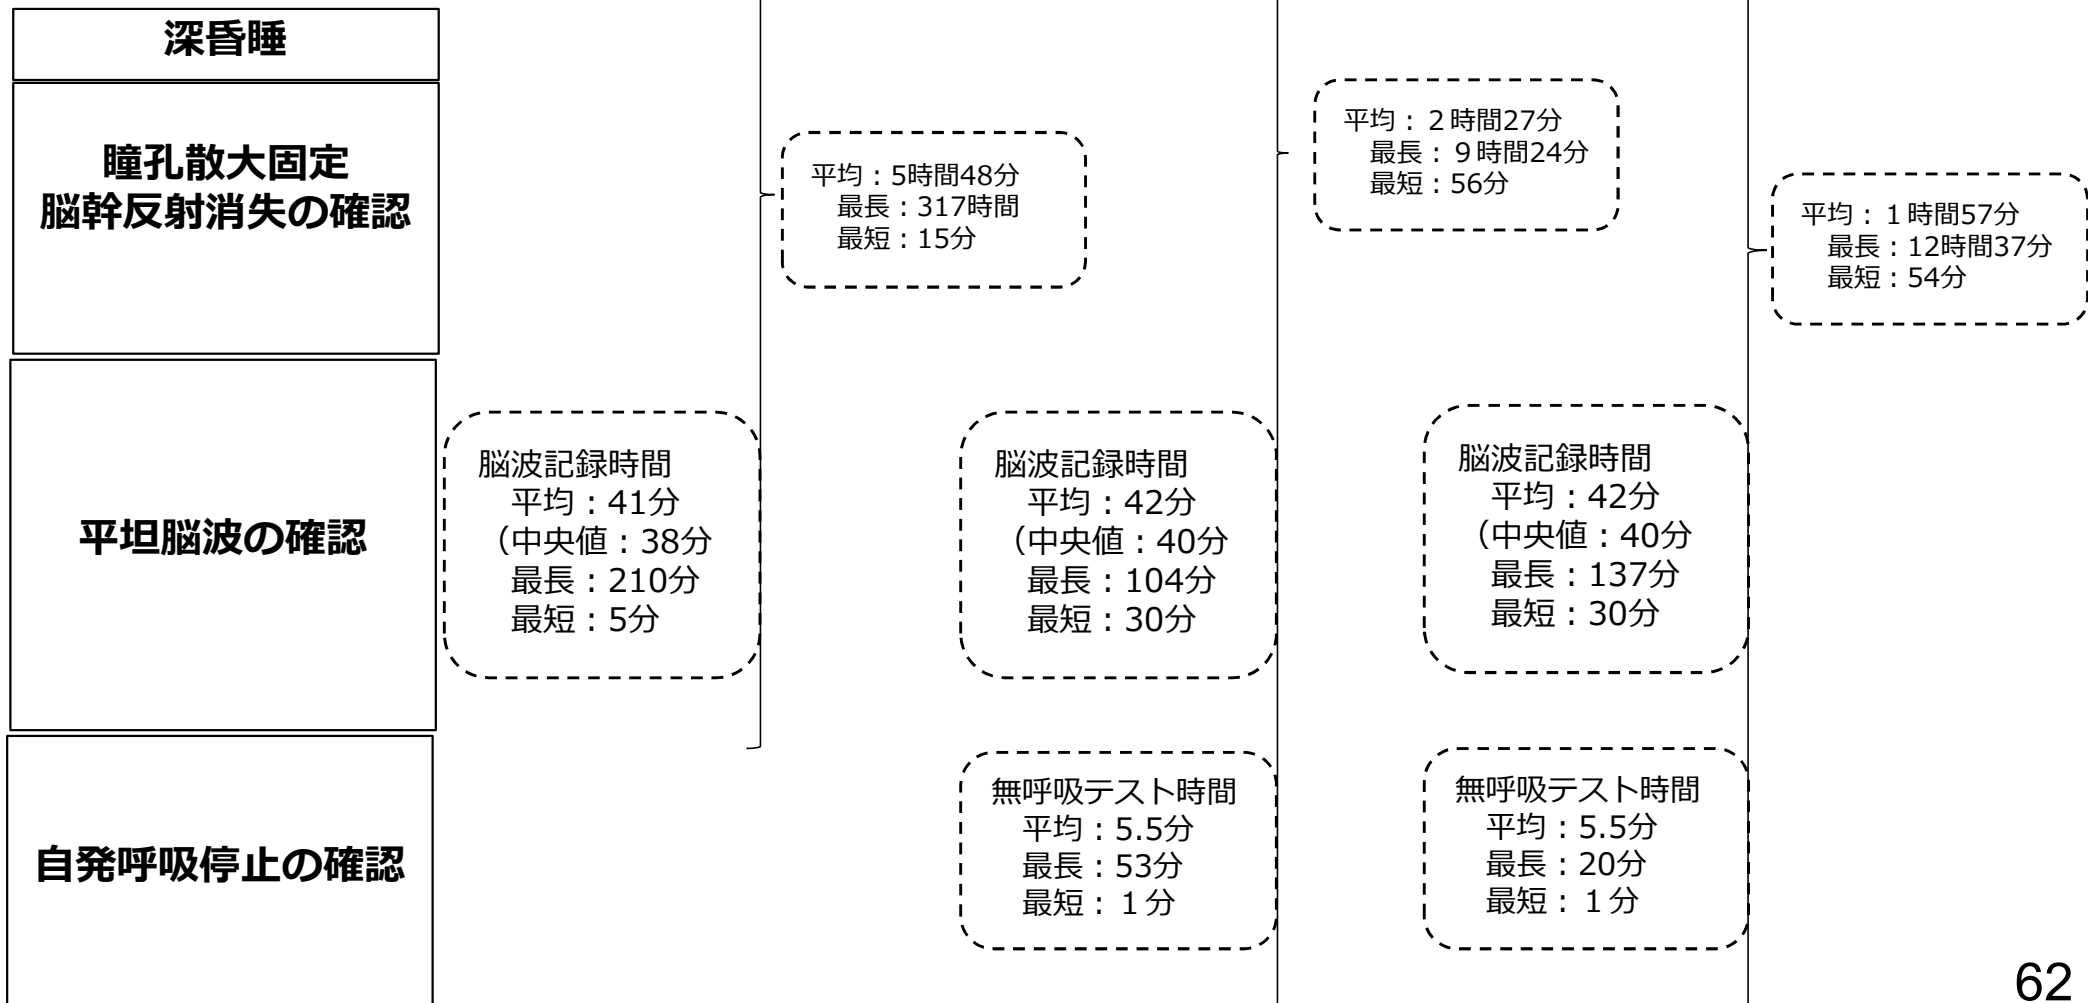 深昏睡
瞳孔散大固定
脳幹反射消失の確認
平均：5時間48分
最長：317時間
最短：15分
平均：２時間27分
最長：９時間24分
最短：56分
平均：１時間57分
最長：12時間37分
最短：54分
平坦脳波の確認
脳波記録時間
平均：41分
（中央値：38分
最長：210分
最短：5分
脳波記録時間
平均：42分
（中央値：40分
最長：104分
最短：30分
脳波記録時間
平均：42分
（中央値：40分
最長：137分
最短：30分
自発呼吸停止の確認
無呼吸テスト時間
平均：5.5分
最長：53分
最短：１分
無呼吸テスト時間
平均：5.5分
最長：20分
最短：１分
62